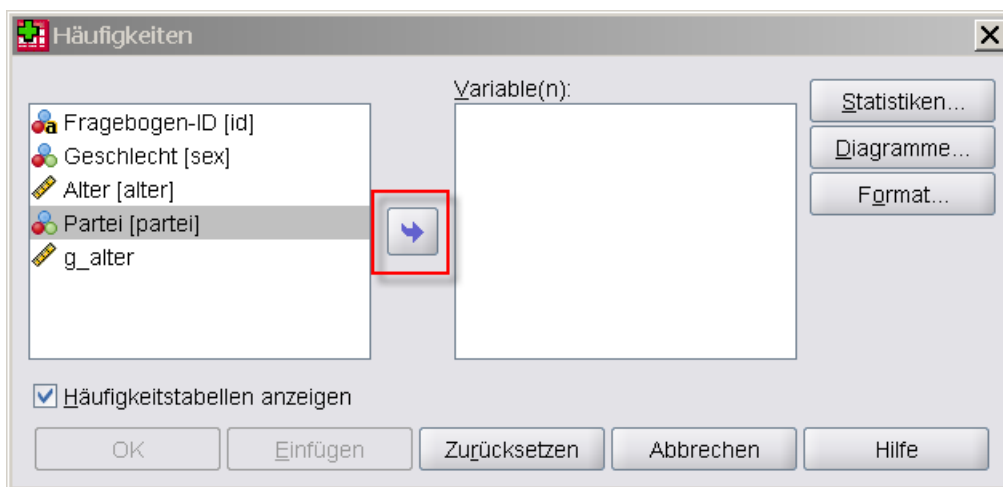 Häufigkeiten
Variable(n):
Fragebogen-ID [id]
Geschlecht [sex]
Alter [alter]
Partei [partei]
g_alter
Statistiken...
Diagramme...
Format...
Häufigkeitstabellen anzeigen
OK
Einfügen
Zurücksetzen
Abbrechen
Hilfe